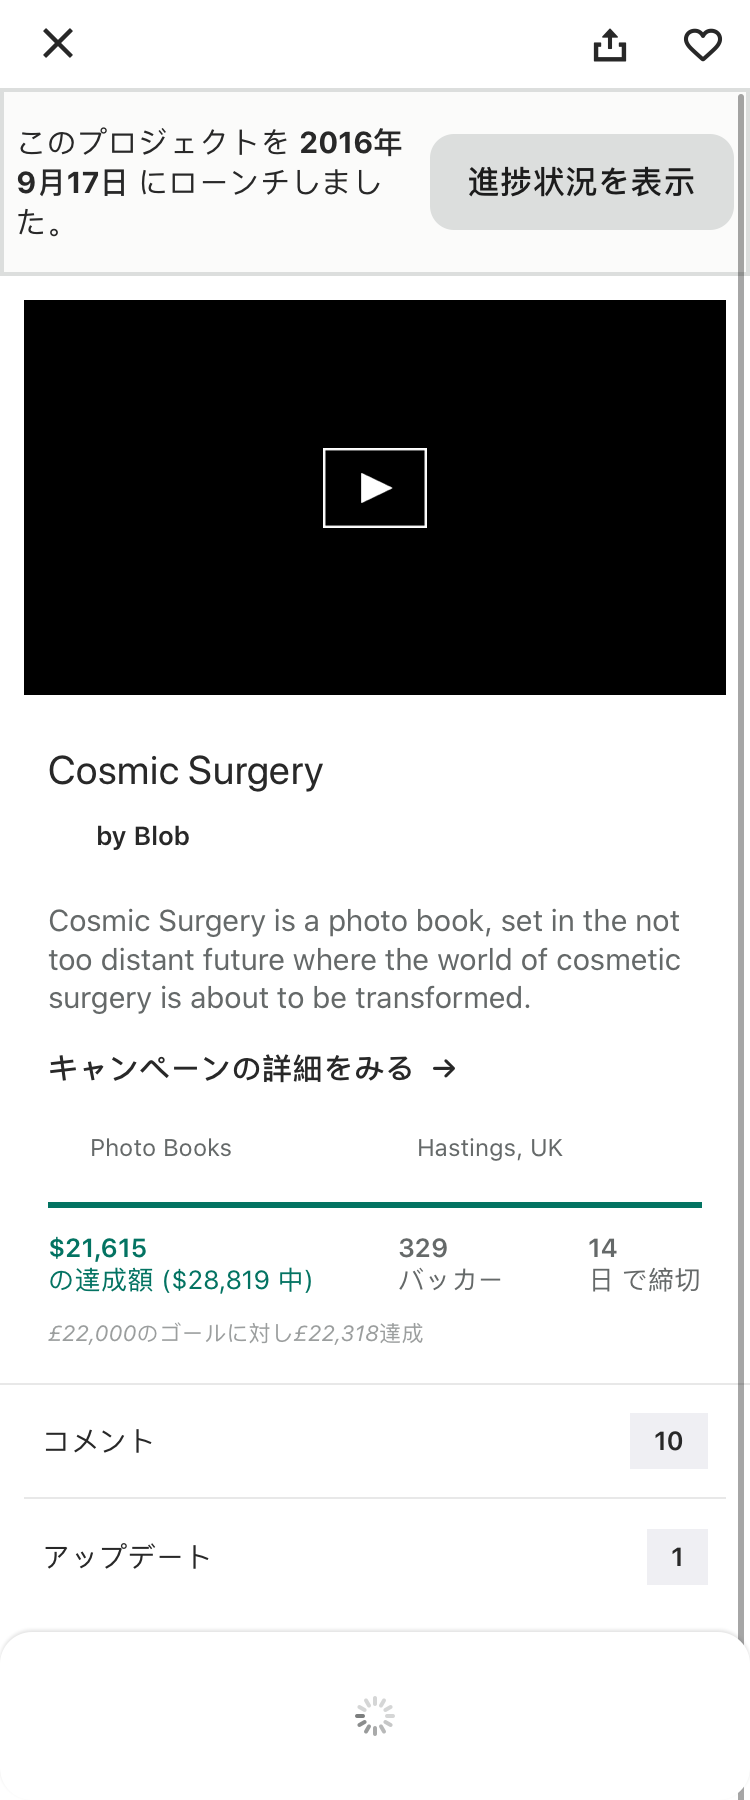 このプロジェクトを 2016年
9月17日 にローンチしまし
た。
進捗状況を表示
Cosmic Surgery
by Blob
Cosmic Surgery is a photo book, set in the not
too distant future where the world of cosmetic
surgery is about to be transformed.
キャンペーンの詳細をみる →
Photo Books
Hastings, UK
$21,615
の達成額 ($28,819 中)
329
バッカー
14
日 で締切
£22,000のゴールに対し£22,318達成
コメント
10
アップデート
1